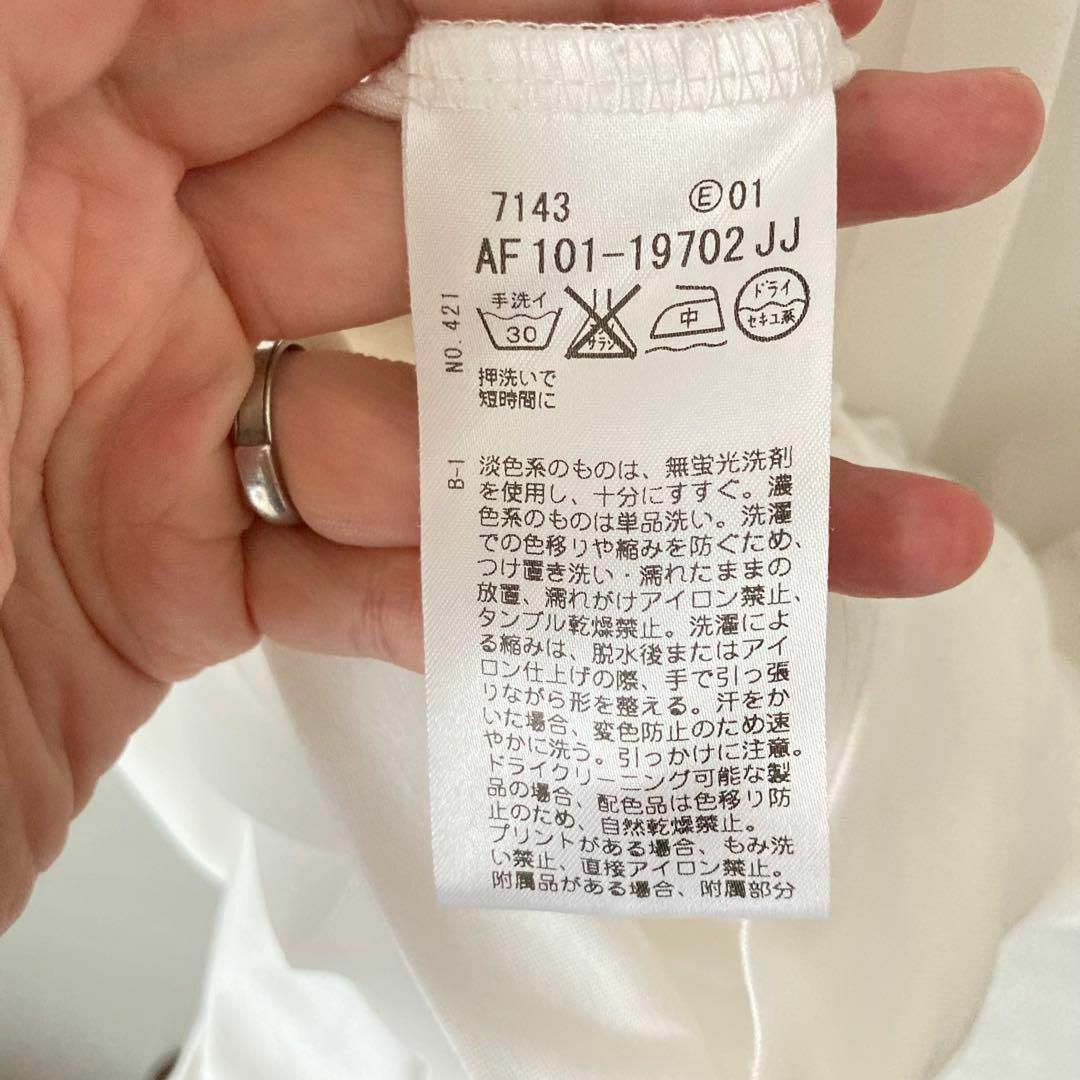 7143 Ⓔ01
AF 101-19702 JJ
手洗イ
30
サラシ
中
ドライ
セキユ系
NO. 421
押洗いで
短時間に
B-1
淡色系のものは、無蛍光洗剤
を使用し、十分にすすぐ。濃
色系のものは単品洗い。洗濯
での色移りや縮みを防ぐため、
つけ置き洗い・濡れたままの
放置、濡れがけアイロン禁止、
タンブル乾燥禁止。洗濯によ
る縮みは、脱水後またはアイ
ロン仕上げの際、手で引っ張
りながら形を整える。汗をか
いた場合、変色防止のため速
やかに洗う。引っかけに注意。
ドライクリーニング可能な製
品の場合、配色品は色移り防
止のため、自然乾燥禁止。
プリントがある場合、もみ洗
い禁止、直接アイロン禁止。
附属品がある場合、附属部分